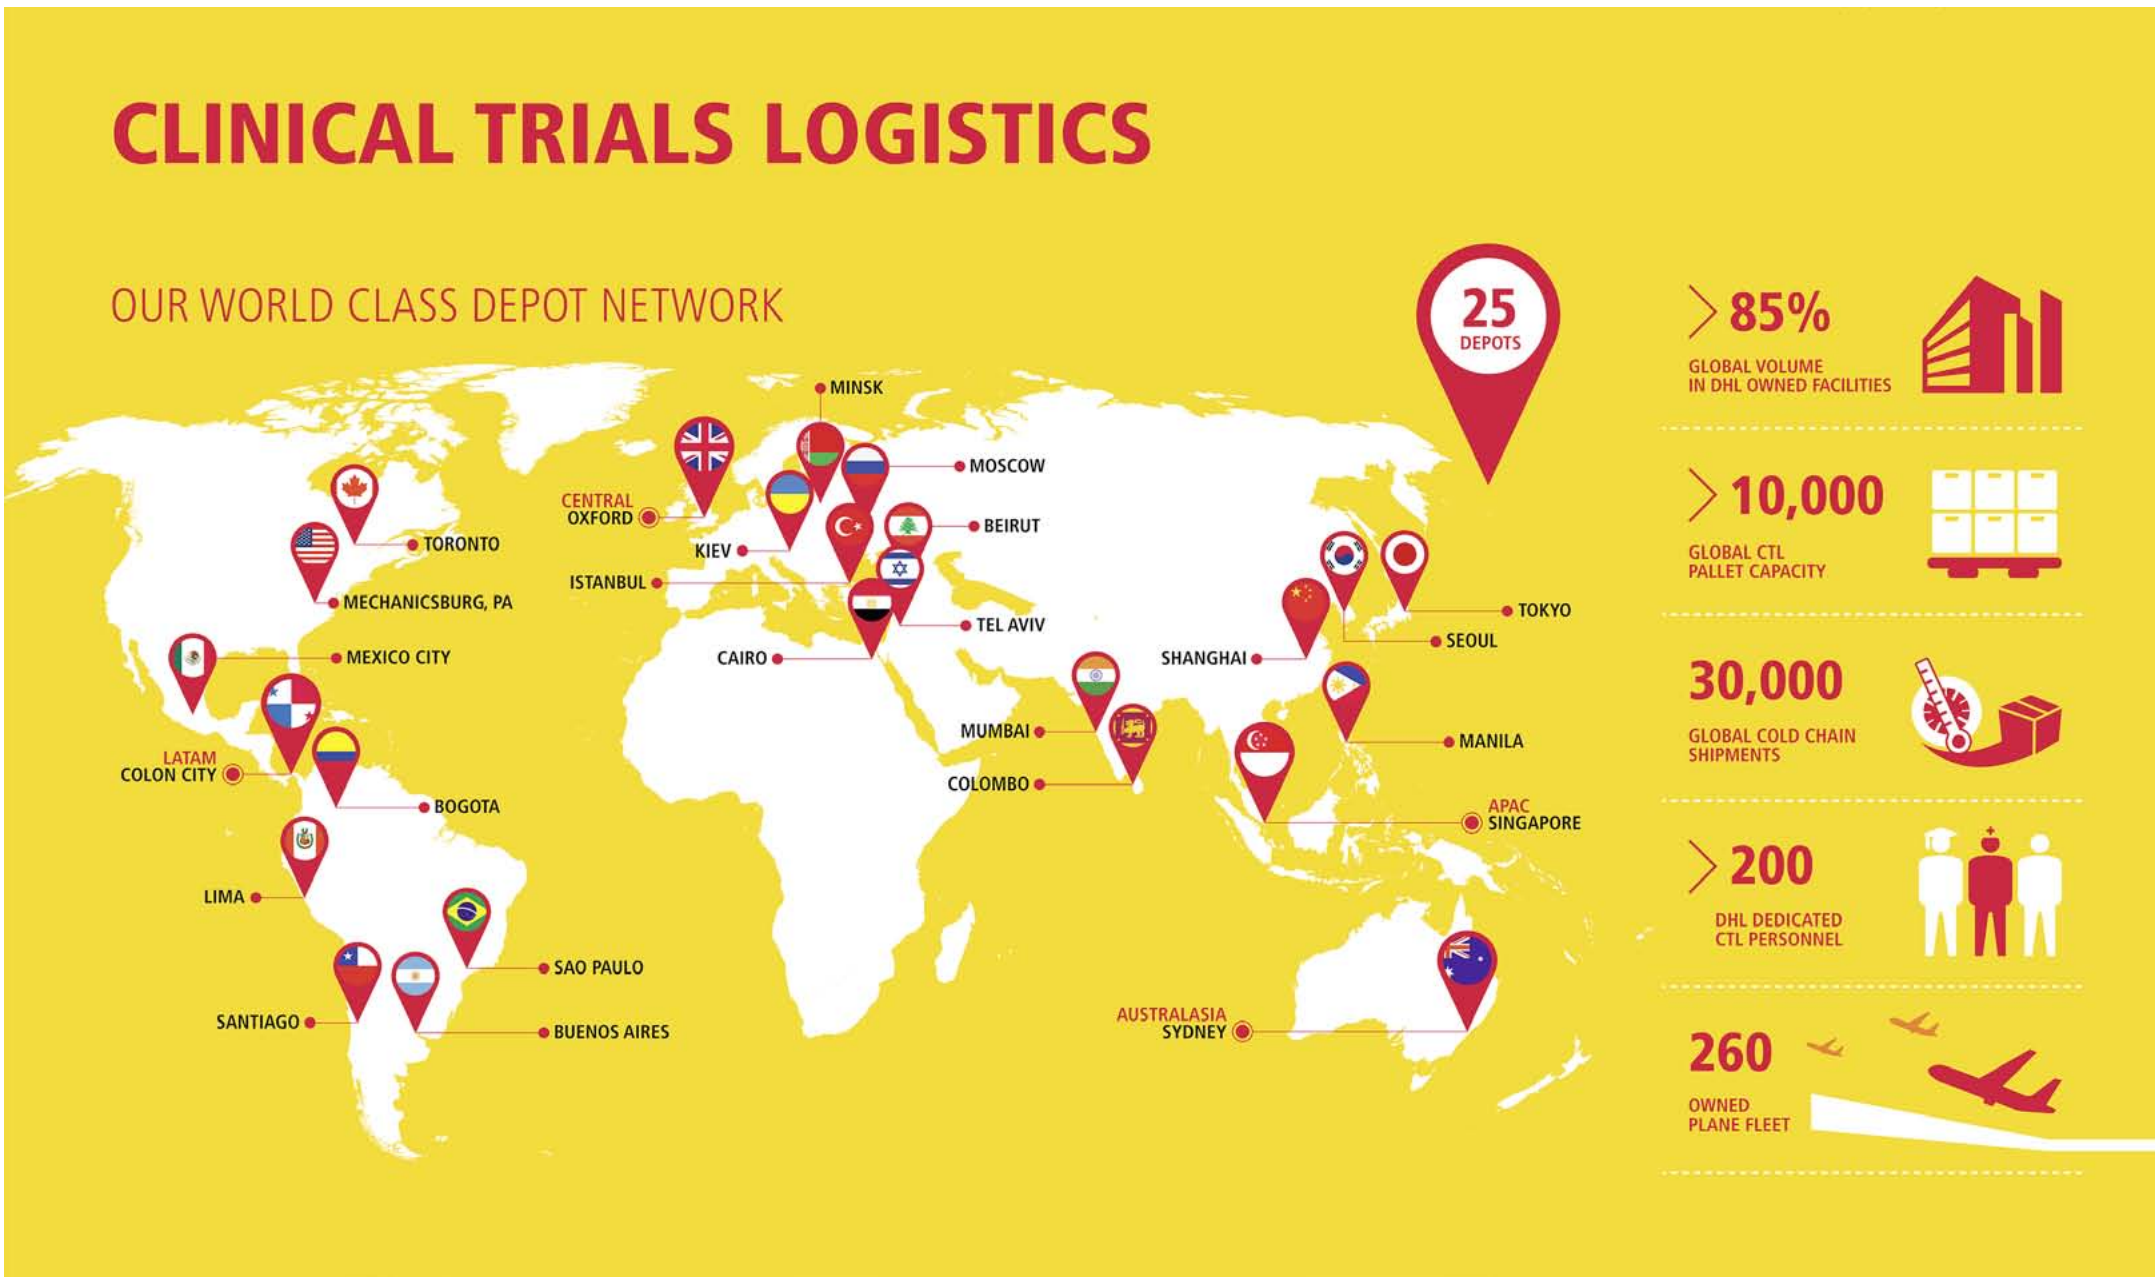 CLINICAL TRIALS LOGISTICS
OUR WORLD CLASS DEPOT NETWORK
25
DEPOTS
MINSK
MOSCOW
CENTRAL
OXFORD
BEIRUT
KIEV
ISTANBUL
TORONTO
MECHANICSBURG, PA
TEL AVIV
MEXICO CITY
CAIRO
SHANGHAI
TOKYO
SEOUL
MUMBAI
MANILA
LATAM
COLON CITY
COLOMBO
BOGOTA
APAC
SINGAPORE
LIMA
SAO PAULO
SANTIAGO
BUENOS AIRES
AUSTRALASIA
SYDNEY
> 85%
GLOBAL VOLUME
IN DHL OWNED FACILITIES
> 10,000
GLOBAL CTL
PALLET CAPACITY
30,000
GLOBAL COLD CHAIN
SHIPMENTS
> 200
DHL DEDICATED
CTL PERSONNEL
260
OWNED
PLANE FLEET